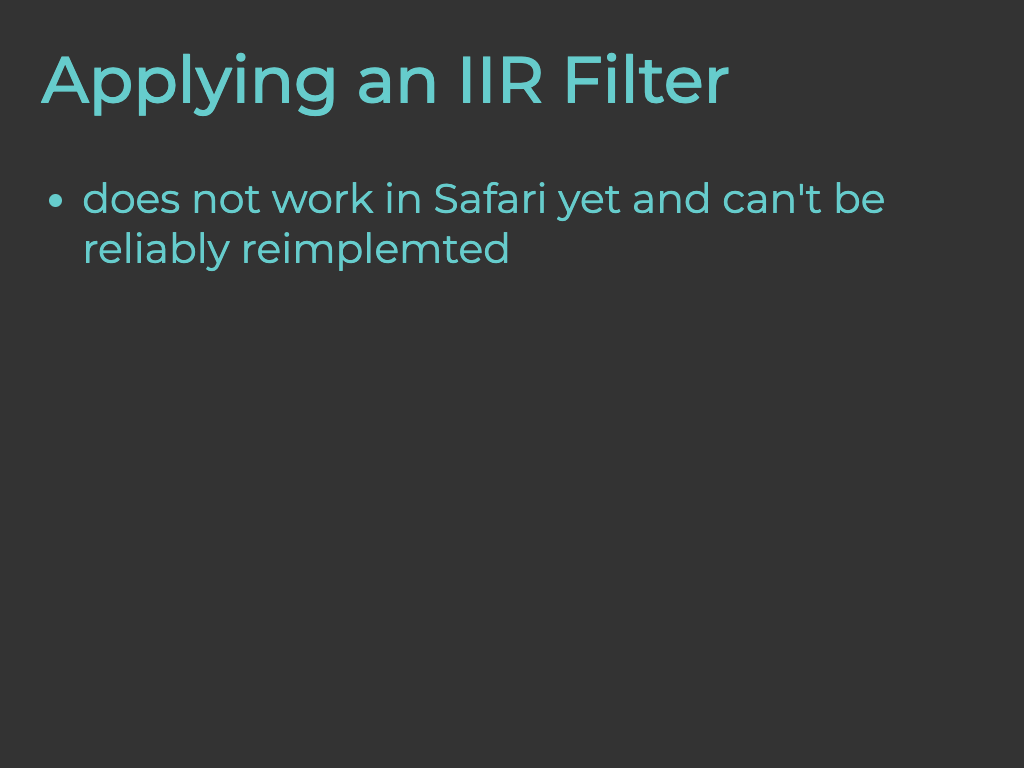 Applying an IIR Filter
• does not work in Safari yet and can't be
reliably reimplemted